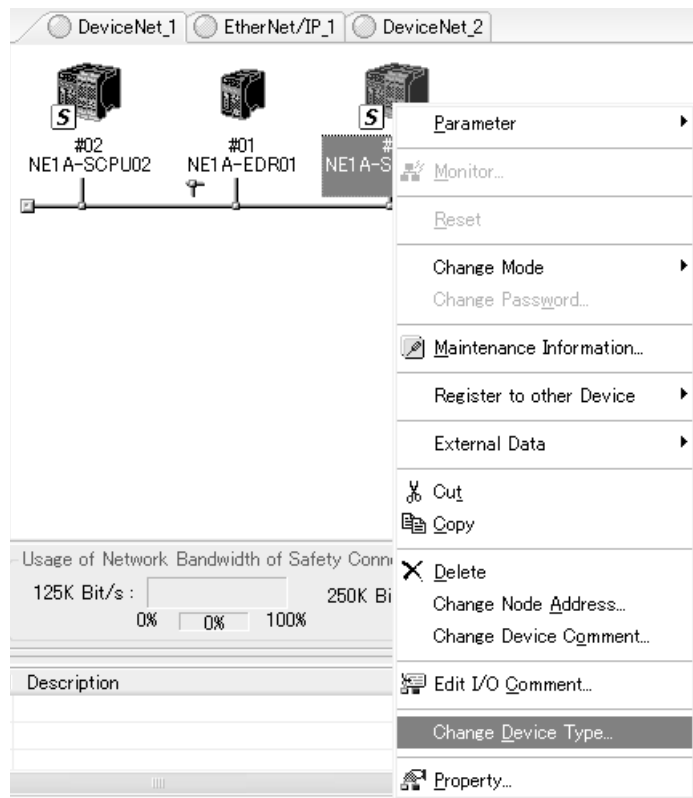 DeviceNet_1
EtherNet/IP_1
DeviceNet_2
S
S
#02
NE1A-SCPU02
#01
NE1A-EDR01
#
NE1A-S
Parameter
Monitor...
Reset
Change Mode
Change Password...
Maintenance Information...
Register to other Device
External Data
Cut
Copy
Delete
Change Node Address...
Change Device Comment...
Edit I/O Comment...
Change Device Type...
Property...
Usage of Network Bandwidth of Safety Conn
125K Bit/s :
250K Bi
0%
0%
100%
Description